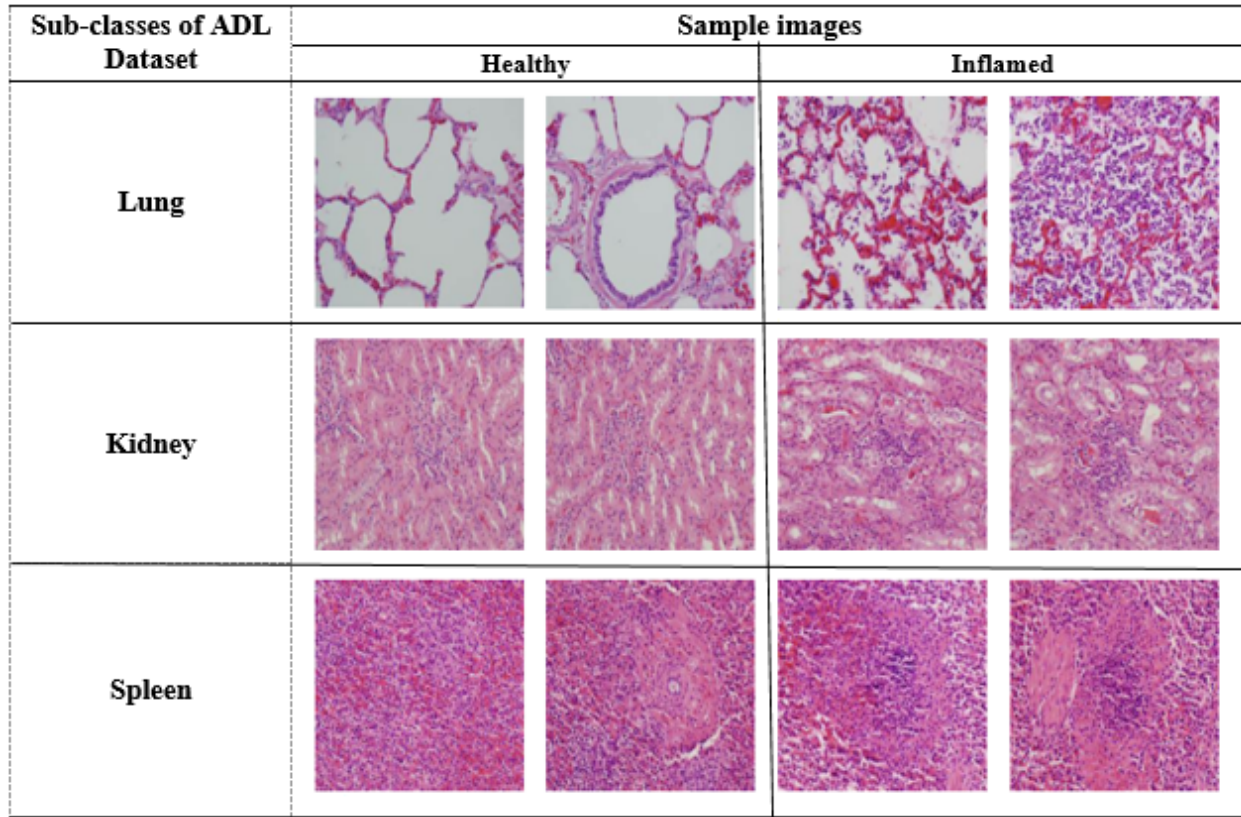 Sub-classes of ADL
Dataset
Sample images
Healthy
Inflamed
Lung
Kidney
Spleen